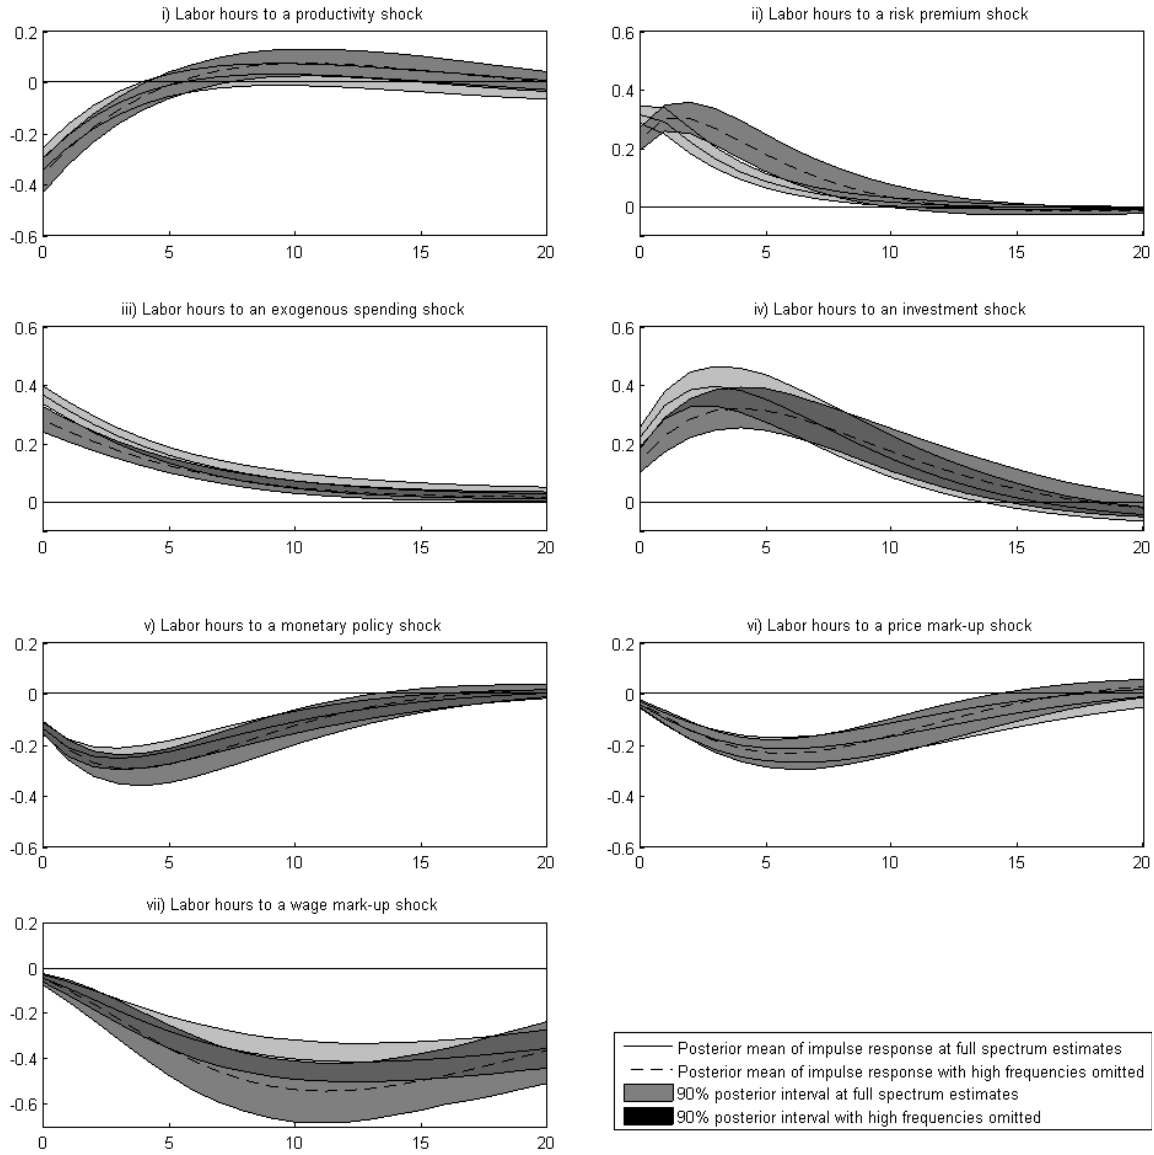 i) Labor hours to a productivity shock
0.2
0
-0.2
-0.4
-0.6
0 5 10 15 20
ii) Labor hours to a risk premium shock
0.6
0.4
0.2
0
0 5 10 15 20
iii) Labor hours to an exogenous spending shock
0.6
0.4
0.2
0
0 5 10 15 20
iv) Labor hours to an investment shock
0.6
0.4
0.2
0
0 5 10 15 20
v) Labor hours to a monetary policy shock
0.2
0
-0.2
-0.4
-0.6
0 5 10 15 20
vi) Labor hours to a price mark-up shock
0.2
0
-0.2
-0.4
-0.6
0 5 10 15 20
vii) Labor hours to a wage mark-up shock
0.2
0
-0.2
-0.4
-0.6
0 5 10 15 20
Posterior mean of impulse response at full spectrum estimates
Posterior mean of impulse response with high frequencies omitted
90% posterior interval at full spectrum estimates
90% posterior interval with high frequencies omitted